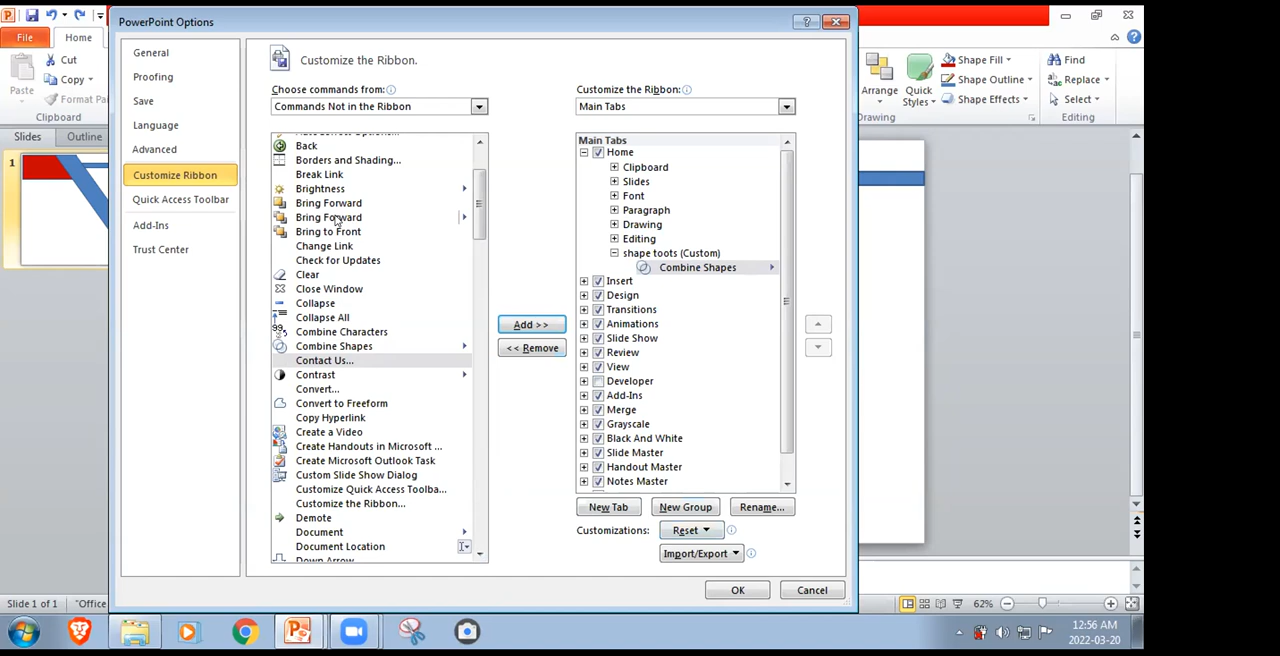 PowerPoint Options
File
Home
Cut
Copy
Format Pai
Paste
Clipboard
Slides
Outline
1
General
Proofing
Save
Language
Advanced
Customize Ribbon
Quick Access Toolbar
Add-Ins
Trust Center
Customize the Ribbon.
Choose commands from:
Commands Not in the Ribbon
Back
Borders and Shading...
Break Link
Brightness
Bring Forward
Bring Forward
Bring to Front
Change Link
Check for Updates
Clear
Close Window
Collapse
Collapse All
Combine Characters
Combine Shapes
Contact Us...
Contrast
Convert...
Convert to Freeform
Copy Hyperlink
Create a Video
Create Handouts in Microsoft ...
Create Microsoft Outlook Task
Custom Slide Show Dialog
Customize Quick Access Toolba...
Customize the Ribbon...
Demote
Document
Document Location
Down Arrow
Add >>
<< Remove
Customize the Ribbon:
Main Tabs
Main Tabs
Home
Clipboard
Slides
Font
Paragraph
Drawing
Editing
shape toots (Custom)
Combine Shapes
Insert
Design
Transitions
Animations
Slide Show
Review
View
Developer
Add-Ins
Merge
Grayscale
Black And White
Slide Master
Handout Master
Notes Master
New Tab
New Group
Rename...
Customizations:
Reset
Import/Export
OK
Cancel
Arrange
Quick
Styles
Shape Fill
Shape Outline
Shape Effects
Drawing
Find
Replace
Select
Editing
Slide 1 of 1
"Office
62%
12:56 AM
2022-03-20